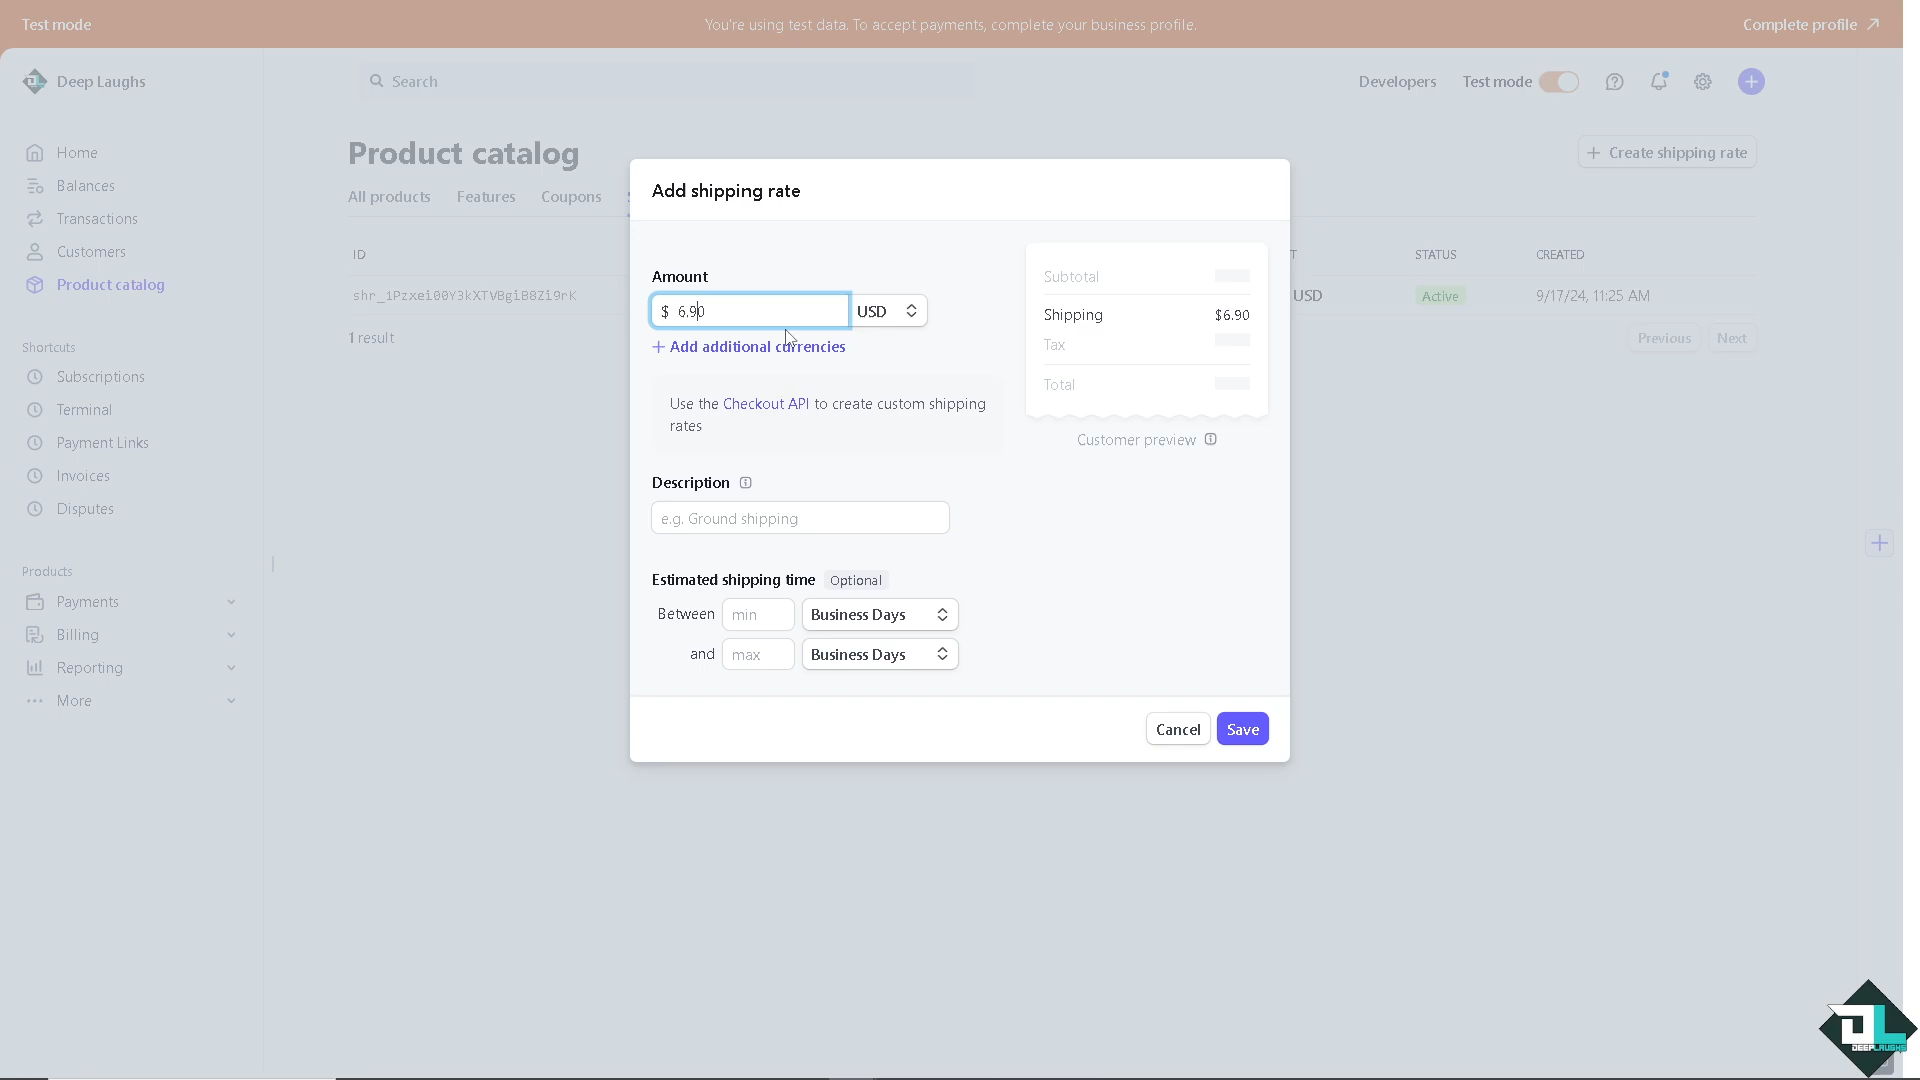 Test mode
You're using test data. To accept payments, complete your business profile.
Complete profile
Deep Laughs
Search
Developers
Test mode
Home
Balances
Transactions
Customers
Product catalog
Shortcuts
Subscriptions
Terminal
Payment Links
Invoices
Disputes
Products
Payments
Billing
Reporting
More
Product catalog
Create shipping rate
All products
Features
Coupons
ID
STATUS
CREATED
shr_1Pzxei00Y3kXTVBgiB8Zi9rK
USD
Active
9/17/24, 11:25 AM
1 result
Previous
Next
Add shipping rate
Amount
$ 6.90
USD
Add additional currencies
Use the Checkout API to create custom shipping
rates
Description
e.g. Ground shipping
Estimated shipping time Optional
Between min Business Days
and max Business Days
Subtotal
Shipping $6.90
Tax
Total
Customer preview
Cancel
Save
DEEPLAUGHS